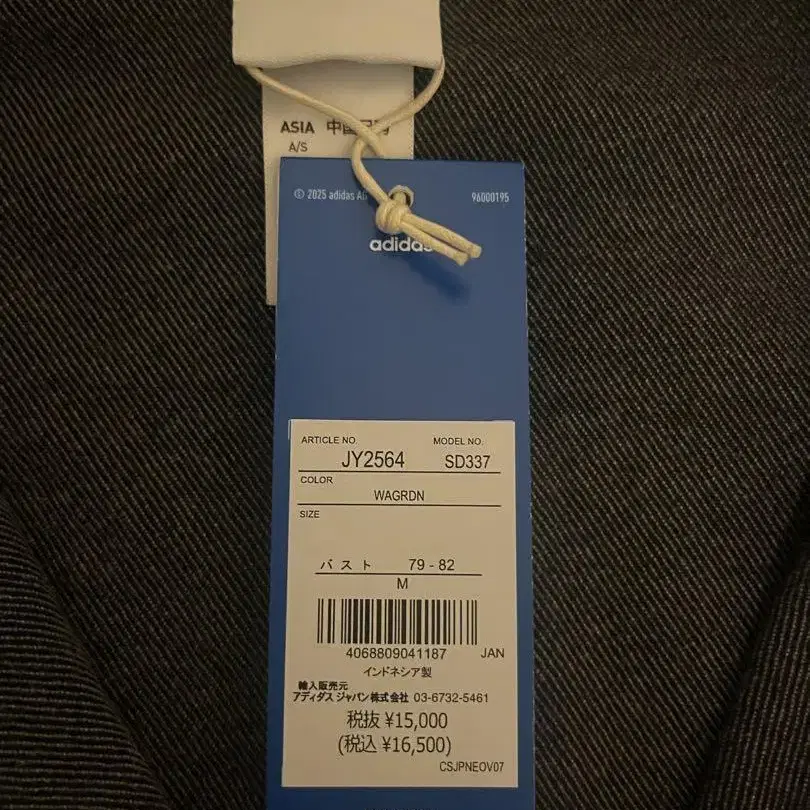 ASIA 中国
A/S
© 2025 adidas AG 96000195
adidas
ARTICLE NO. MODEL NO.
JY2564 SD337
COLOR
WAGRDN
SIZE
バスト 79 - 82
M
4068809041187 JAN
インドネシア製
輸入販売元
アディダス ジャパン株式会社 03-6732-5461
税抜 ¥15,000
(税込 ¥16,500)
CSJPNEOV07